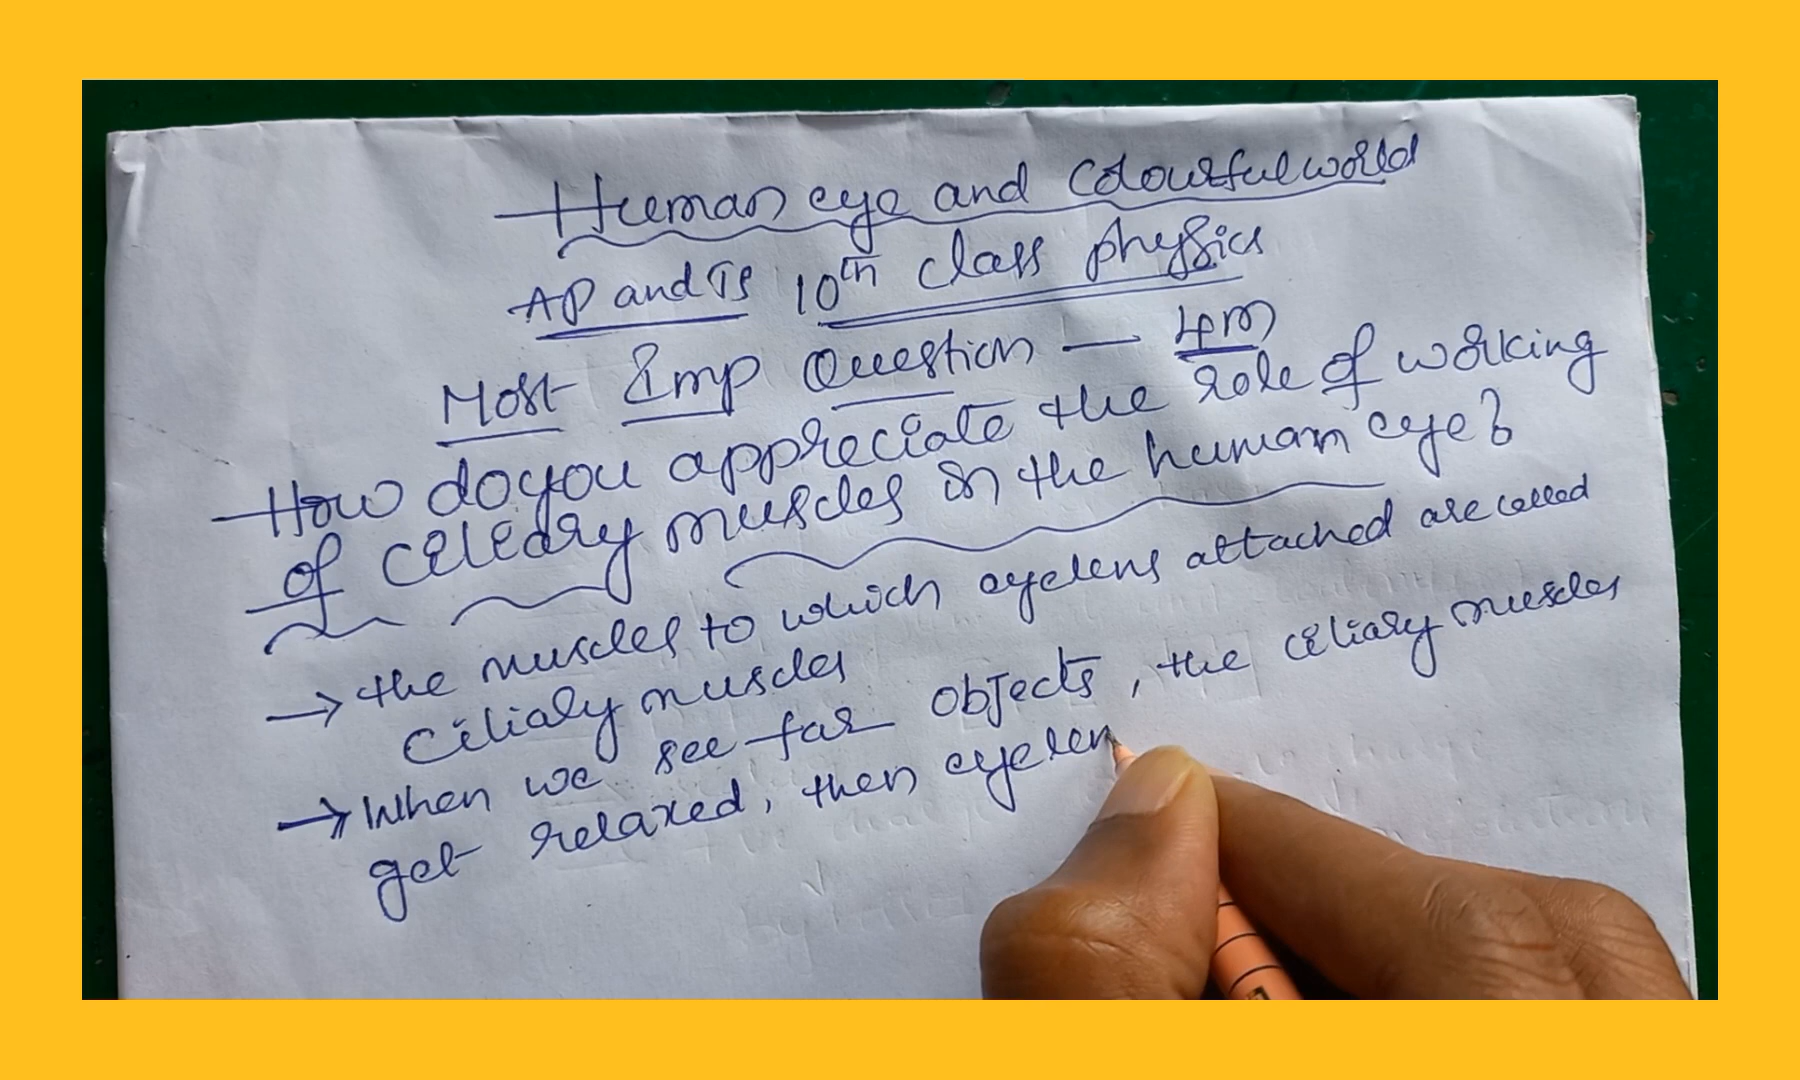 Human eye and Colourful world
AP and TS 10th class physics
Most Imp Question — 4m
How do you appreciate the role of working
of ciliary muscles in the human eye?
→ the muscles to which eyelens attached are called
Ciliary muscles
→ When we see far objects, the ciliary muscles
get relaxed, then eyelen